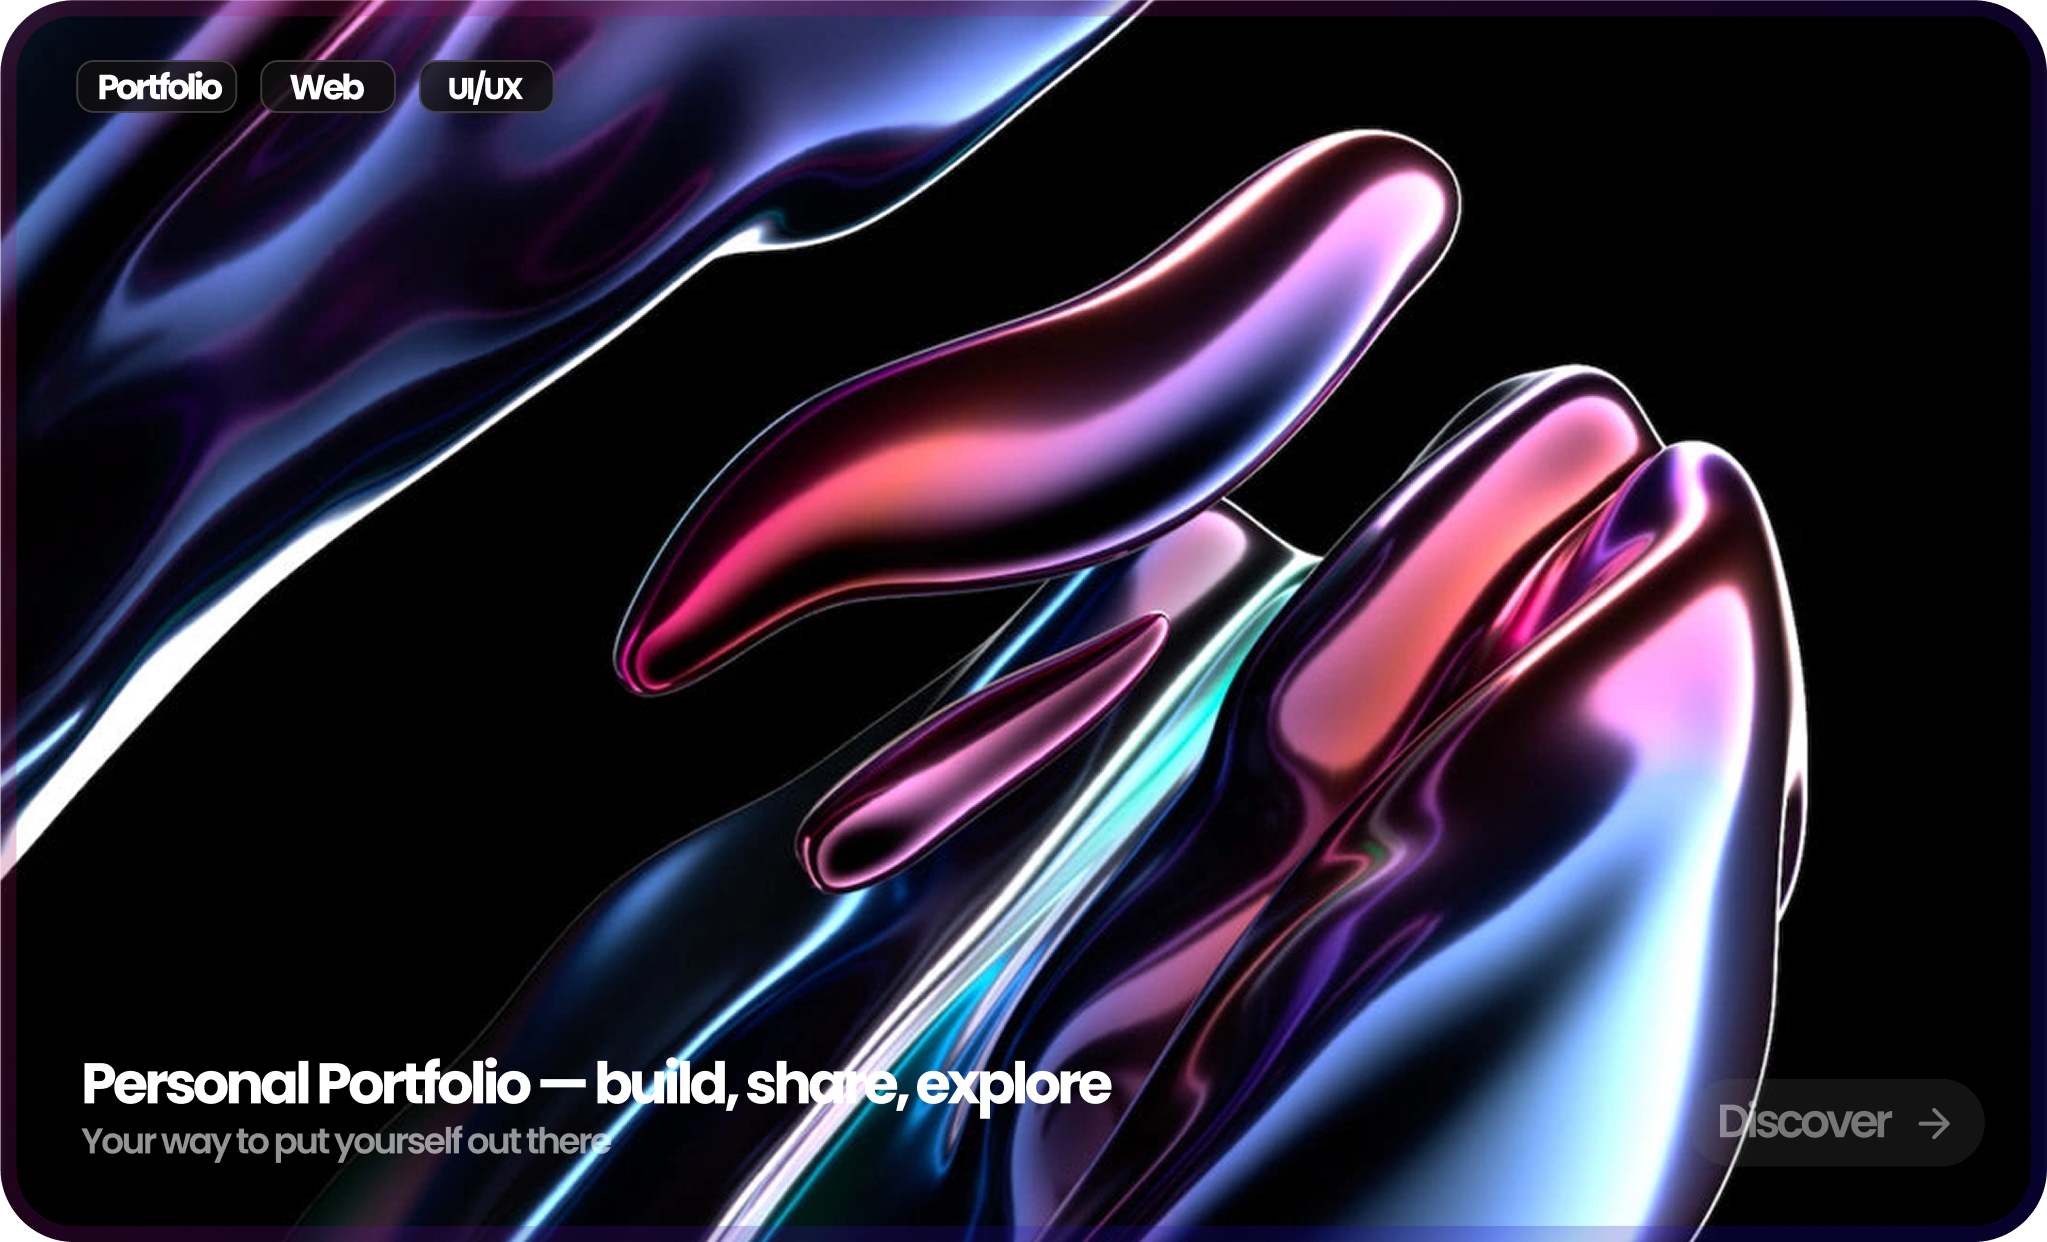 Portfolio
Web
UI/UX
Personal Portfolio — build, share, explore
Your way to put yourself out there
Discover →